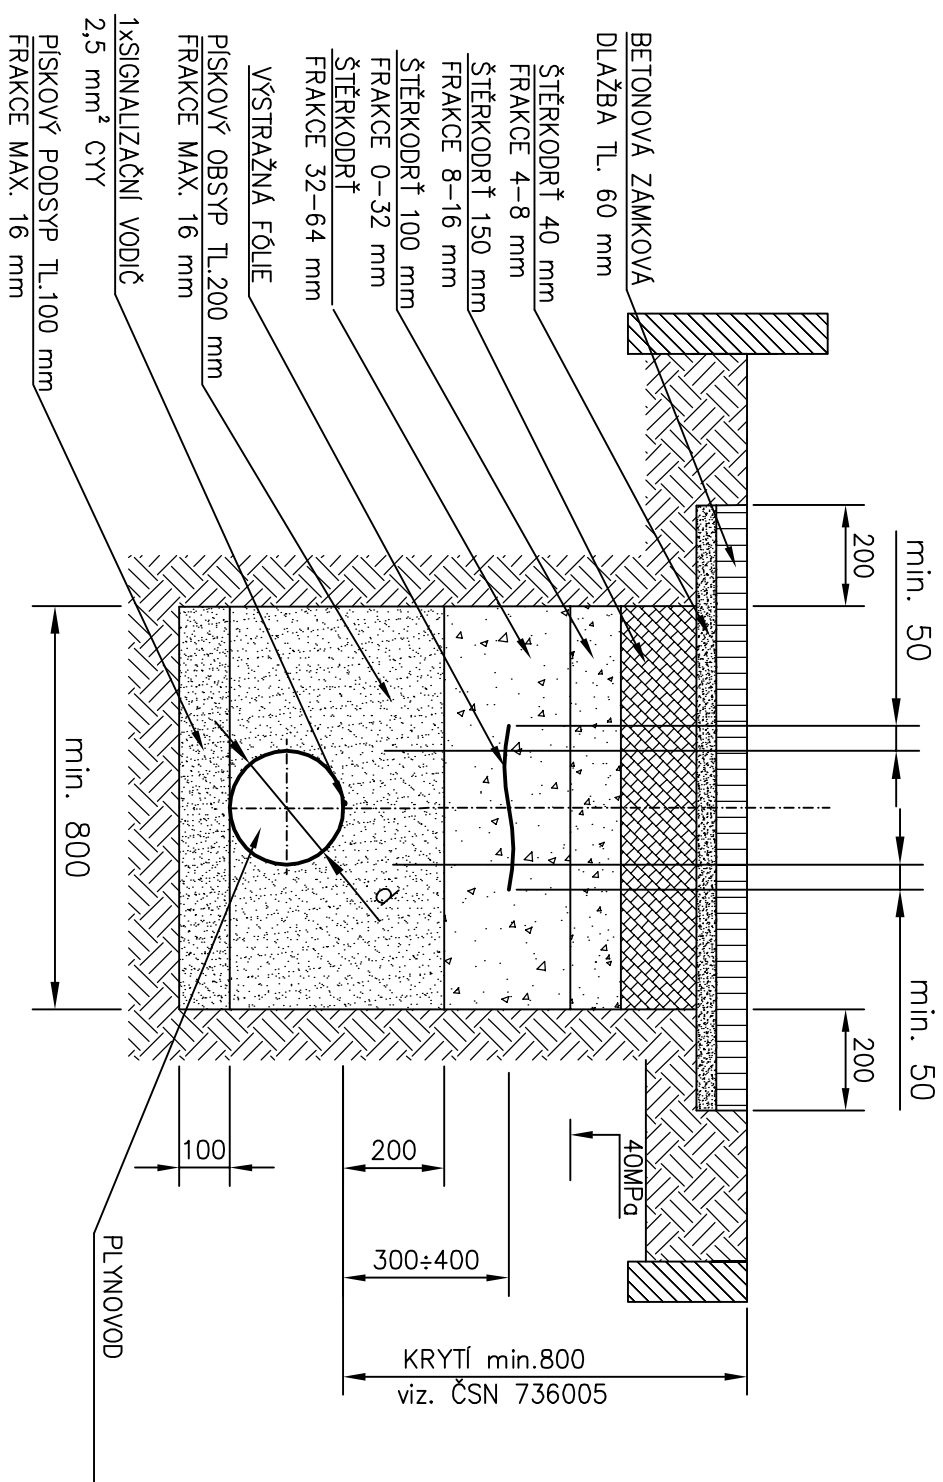 BETONOVÁ ZÁMKOVÁ
DLAŽBA TL. 60 mm
ŠTĚRKODRŤ 40 mm
FRAKCE 4-8 mm
ŠTĚRKODRŤ 150 mm
FRAKCE 8-16 mm
ŠTĚRKODRŤ 100 mm
FRAKCE 0-32 mm
ŠTĚRKODRŤ
FRAKCE 32-64 mm
VÝSTRAŽNÁ FÓLIE
PÍSKOVÝ OBSYP TL.200 mm
FRAKCE MAX. 16 mm
1xSIGNALIZAČNÍ VODIČ
2,5 mm² CYY
PÍSKOVÝ PODSYP TL.100 mm
FRAKCE MAX. 16 mm
min. 50
200
min. 50
200
min. 800
d
40MPa
100
200
300÷400
KRYTÍ min.800
viz. ČSN 736005
PLYNOVOD